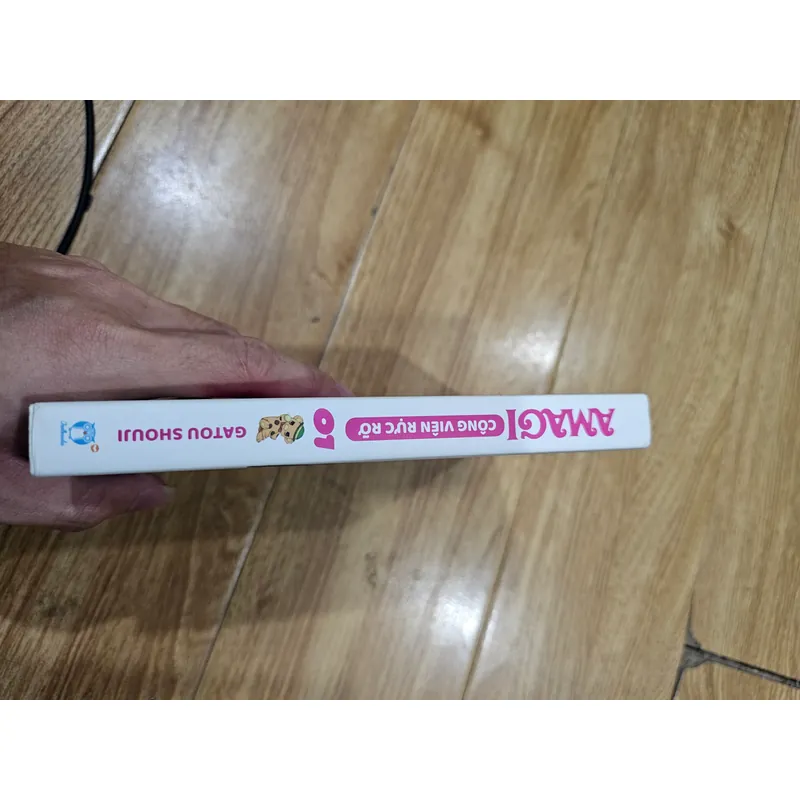 AMAGI
CÔNG VIÊN RỰC RỠ
01
GATOU SHOUJI